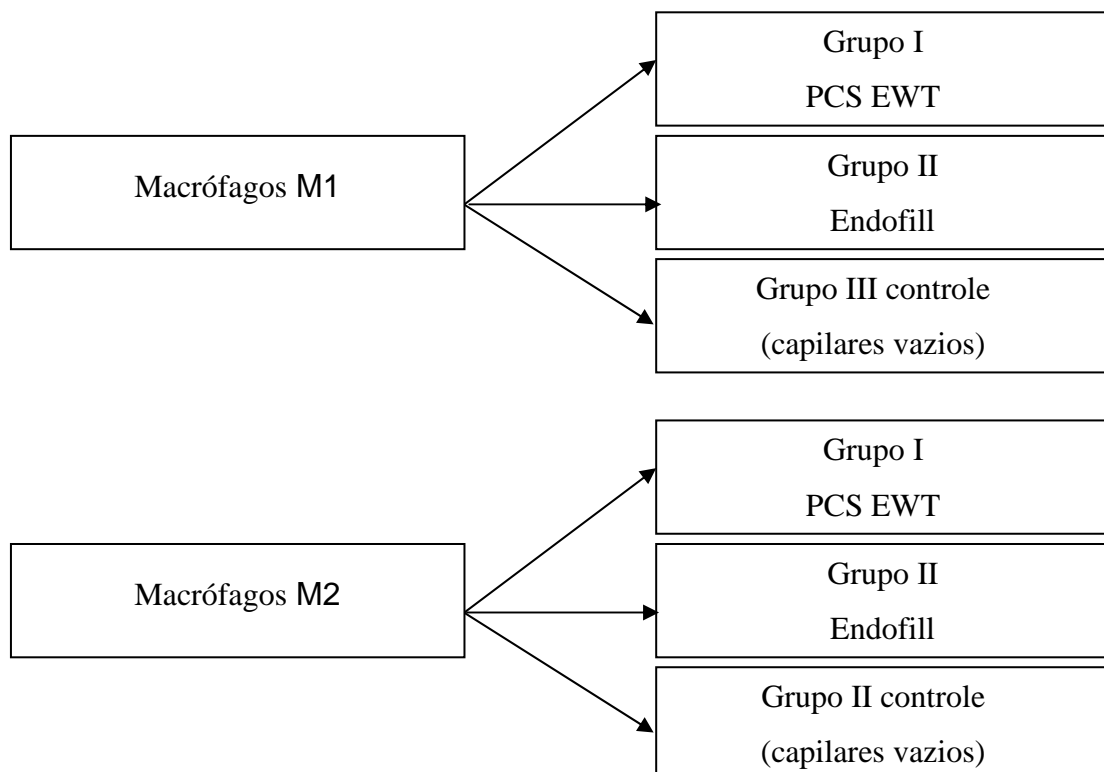 Grupo I
PCS EWT
Macrófagos M1
Grupo II
Endofill
Grupo III controle
(capilares vazios)
Grupo I
PCS EWT
Macrófagos M2
Grupo II
Endofill
Grupo II controle
(capilares vazios)